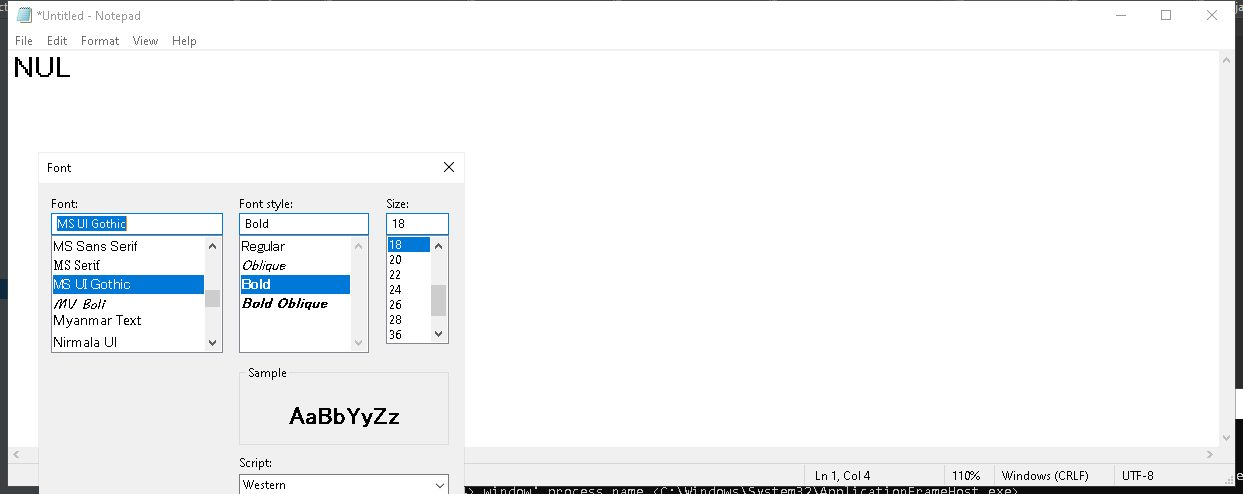 *Untitled - Notepad
File Edit Format View Help
NUL
Font
Font: Font style: Size:
MS UI Gothic Bold 18
MS Sans Serif Regular 18
MS Serif Oblique 20
MS UI Gothic Bold 22
MV Boli Bold Oblique 24
Myanmar Text 26
Nirmala UI 28
36
Sample
AaBbYyZz
Script:
Western
Ln 1, Col 4 110% Windows (CRLF) UTF-8
window' process name <C:\Windows\System32\ApplicationFrameHost.exe>